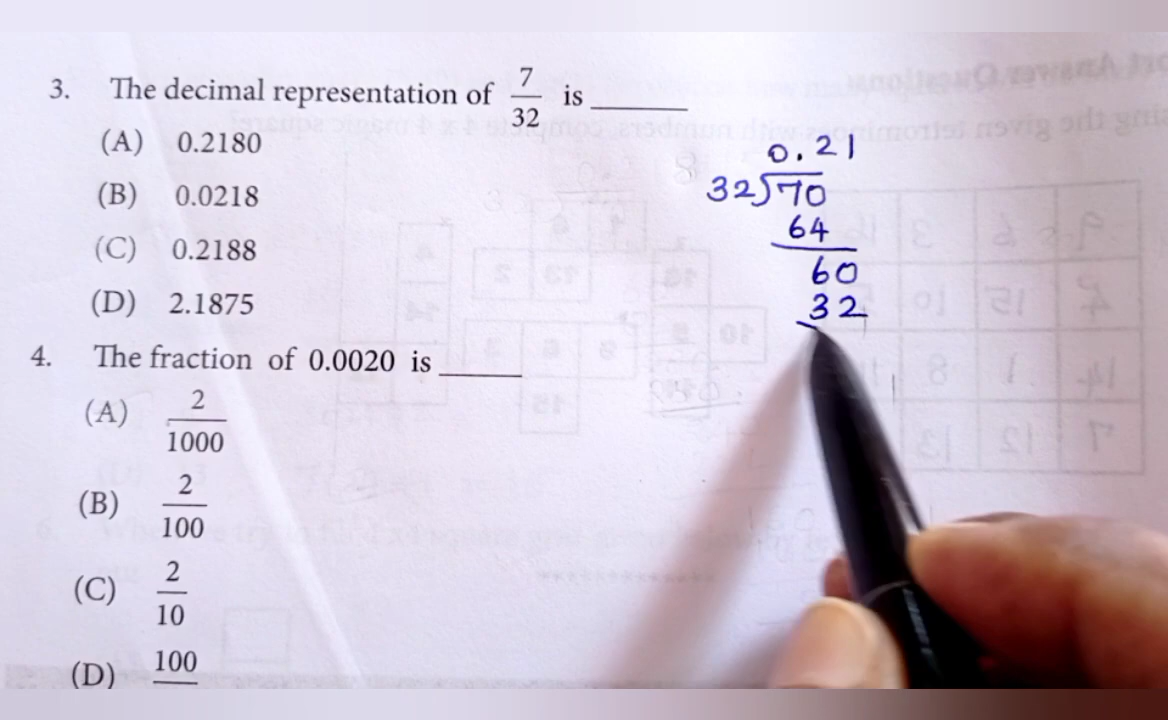 3. The decimal representation of 7/32 is ______
(A) 0.2180
(B) 0.0218
(C) 0.2188
(D) 2.1875
0.21
32)70
64
60
32
4. The fraction of 0.0020 is ______
(A) 2/1000
(B) 2/100
(C) 2/10
(D) 100